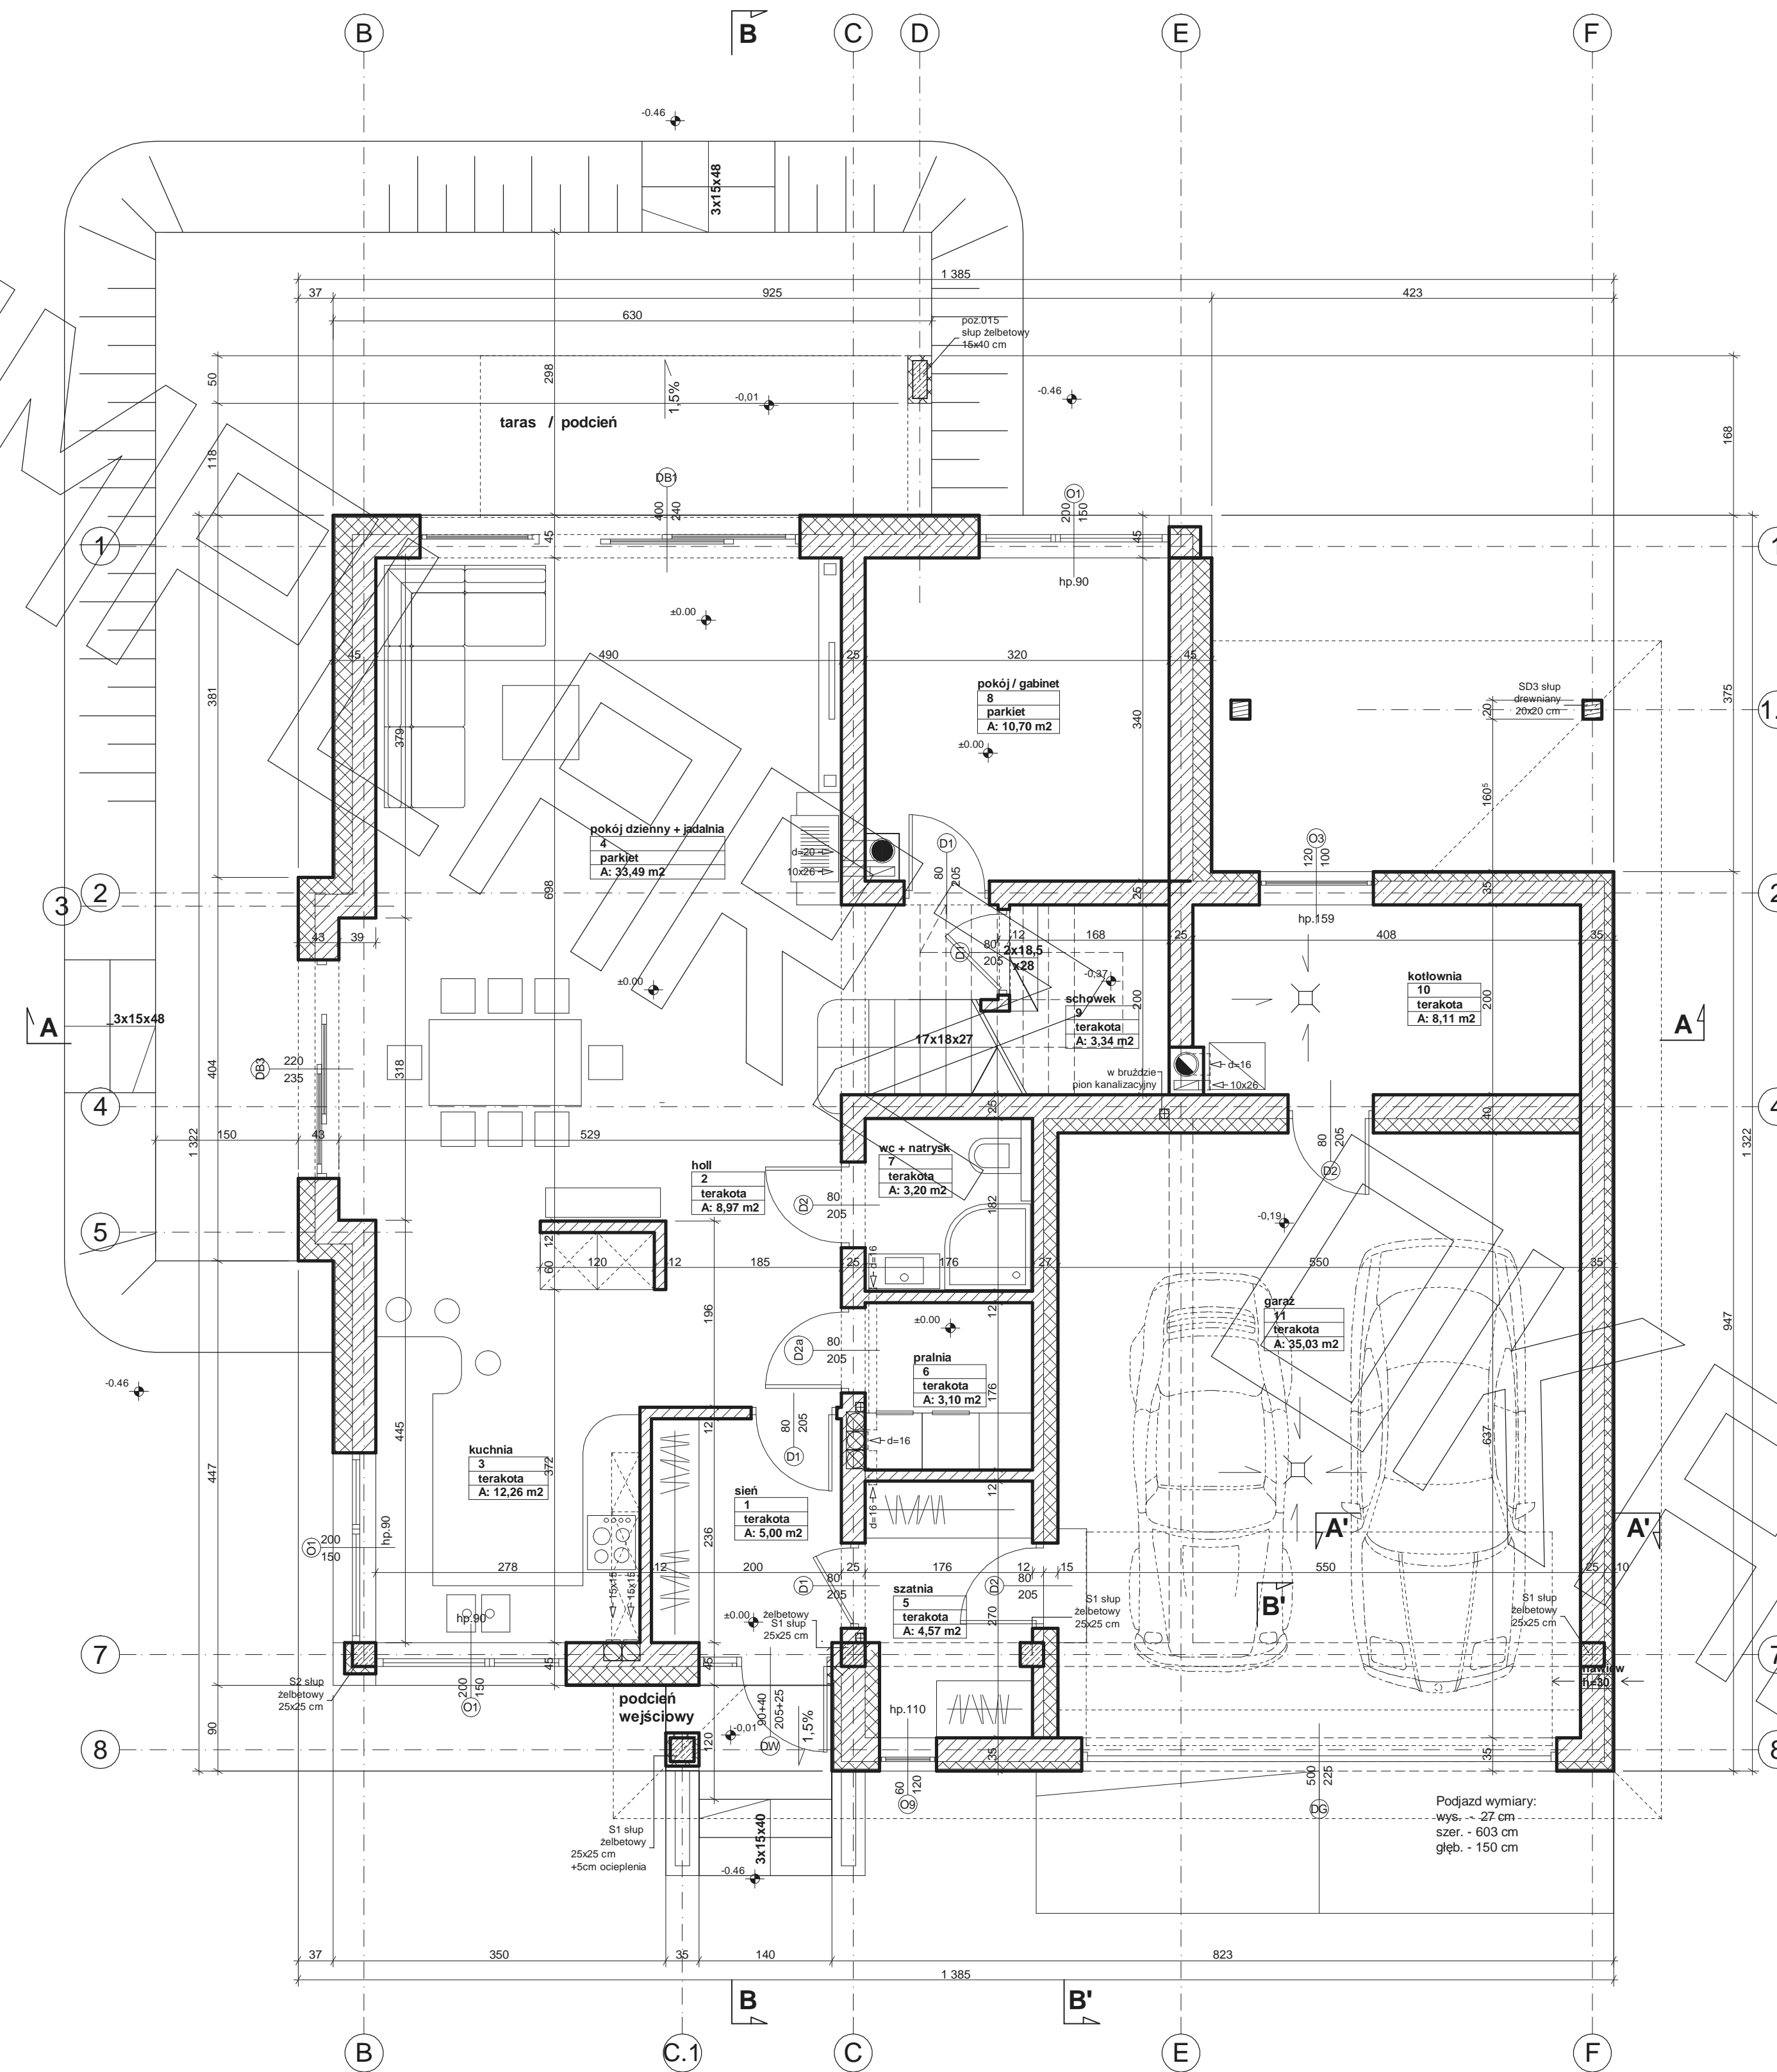 B
B
C
D
E
F
-0.46
3x15x48
1 385
37
925
423
630
poz.015
słup żelbetowy
15x40 cm
50
298
1,5%
-0,01
-0.46
168
taras / podcień
118
DB1
400
240
O1
200
150
1
45
45
1
hp.90
±0.00
45
490
25
320
45
381
379
pokój / gabinet
8
parkiet
A: 10,70 m2
340
375
SD3 słup
drewniany
20x20 cm
20
±0.00
160⁵
pokój dzienny + jadalnia
4
parkiet
A: 33,49 m2
d=20
10x26
D1
80
205
O3
120
100
698
2
3
25
35
2
hp.159
43
39
12
168
25
408
35
D1
80
205
2x18,5
x28
-0,37
±0.00
schowek
9
terakota
A: 3,34 m2
200
kotłownia
10
terakota
A: 8,11 m2
200
A
3x15x48
A
17x18x27
DB3
220
235
404
318
w bruździe
pion kanalizacyjny
d=16
10x26
4
25
40
4
1 322
150
43
529
80
205
D2
1 322
holl
2
terakota
A: 8,97 m2
wc + natrysk
7
terakota
A: 3,20 m2
D2
80
205
182
5
-0,19
12
60
120
12
185
25
d=16
176
27
550
35
196
12
garaż
11
terakota
A: 35,03 m2
947
±0.00
D2a
80
205
pralnia
6
terakota
A: 3,10 m2
176
-0.46
80
205
D1
12
d=16
445
447
372
637
kuchnia
3
terakota
A: 12,26 m2
sień
1
terakota
A: 5,00 m2
12
d=16
A'
A'
O1
200
150
hp.90
236
278
12
200
25
176
12
15
550
25
10
15x15
15x15
D1
80
205
D2
80
205
szatnia
5
terakota
A: 4,57 m2
270
B'
hp.90
±0.00
żelbetowy
S1 słup
25x25 cm
S1 słup
żelbetowy
25x25 cm
S1 słup
żelbetowy
25x25 cm
7
45
45
7
S2 słup
żelbetowy
25x25 cm
200
150
O1
podcień
wejściowy
90+40
205+25
DW
1,5%
-0,01
hp.110
nawiew
h=30
90
8
120
35
35
8
60
120
O9
500
225
DG
S1 słup
żelbetowy
25x25 cm
+5cm ocieplenia
3x15x40
-0.46
Podjazd wymiary:
wys. - 27 cm
szer. - 603 cm
głęb. - 150 cm
37
350
35
140
823
1 385
B
B'
B
C.1
C
E
F